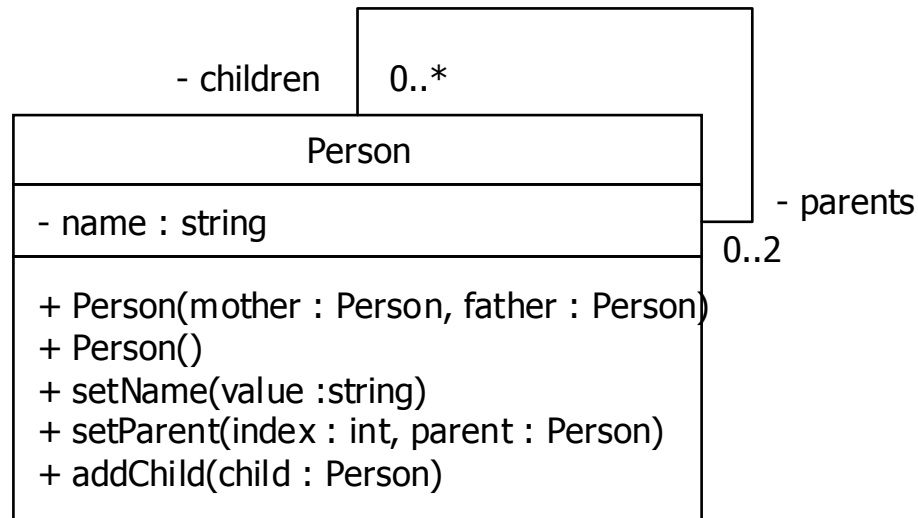 - children
0..*
Person
- name : string
- parents
0..2
+ Person(mother : Person, father : Person)
+ Person()
+ setName(value :string)
+ setParent(index : int, parent : Person)
+ addChild(child : Person)